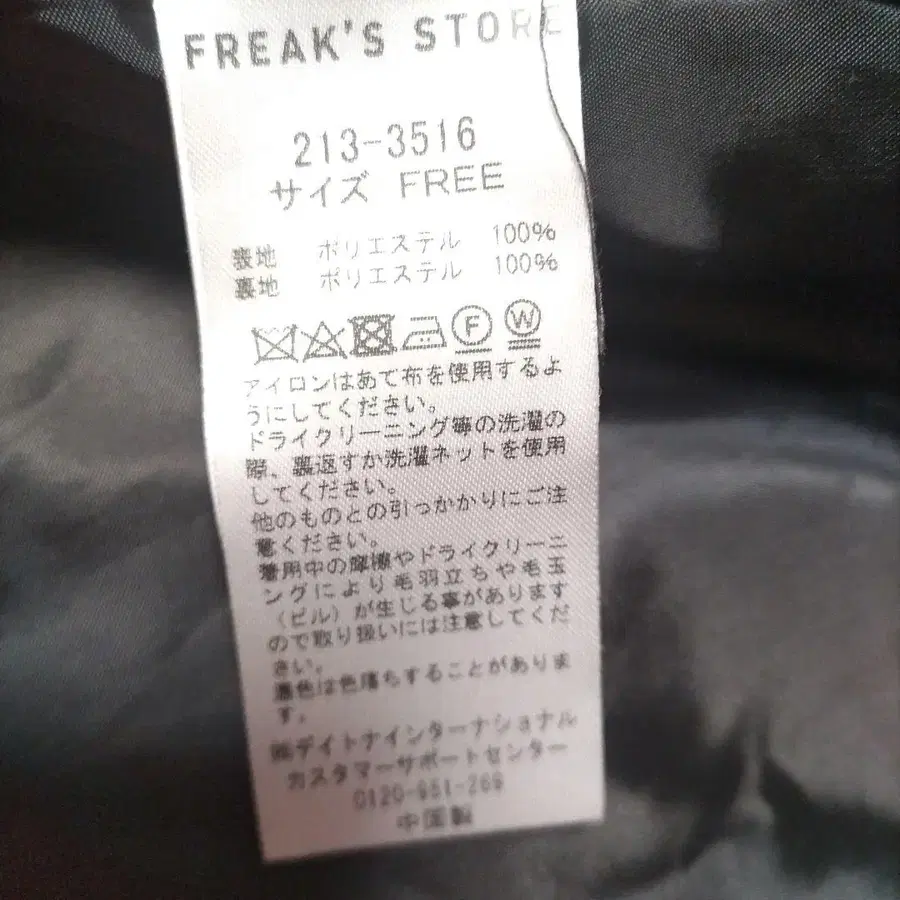 FREAK'S STORE
213-3516
サイズ FREE
表地 ポリエステル 100%
裏地 ポリエステル 100%
F W
アイロンはあて布を使用するよ
うにしてください。
ドライクリーニング等の洗濯の
際、裏返すか洗濯ネットを使用
してください。
他のものとの引っかかりにご注
意ください。
着用中の摩擦やドライクリーニ
ングにより毛羽立ちや毛玉
(ピル)が生じる事があります
ので取り扱いには注意してくだ
さい。
濃色は色落ちすることがありま
す。
㈱デイトナインターナショナル
カスタマーサポートセンター
0120-951-269
中国製